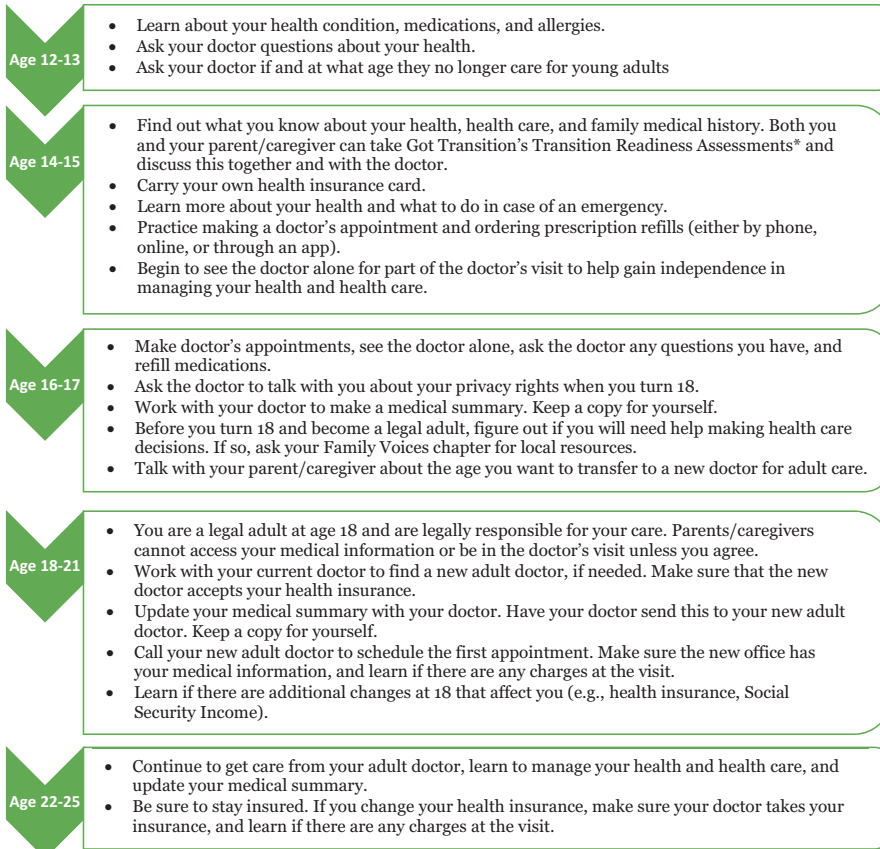 Age 12-13
• Learn about your health condition, medications, and allergies.
• Ask your doctor questions about your health.
• Ask your doctor if and at what age they no longer care for young adults
Age 14-15
• Find out what you know about your health, health care, and family medical history. Both you
and your parent/caregiver can take Got Transition's Transition Readiness Assessments* and
discuss this together and with the doctor.
• Carry your own health insurance card.
• Learn more about your health and what to do in case of an emergency.
• Practice making a doctor's appointment and ordering prescription refills (either by phone,
online, or through an app).
• Begin to see the doctor alone for part of the doctor's visit to help gain independence in
managing your health and health care.
Age 16-17
• Make doctor's appointments, see the doctor alone, ask the doctor any questions you have, and
refill medications.
• Ask the doctor to talk with you about your privacy rights when you turn 18.
• Work with your doctor to make a medical summary. Keep a copy for yourself.
• Before you turn 18 and become a legal adult, figure out if you will need help making health care
decisions. If so, ask your Family Voices chapter for local resources.
• Talk with your parent/caregiver about the age you want to transfer to a new doctor for adult care.
Age 18-21
• You are a legal adult at age 18 and are legally responsible for your care. Parents/caregivers
cannot access your medical information or be in the doctor's visit unless you agree.
• Work with your current doctor to find a new adult doctor, if needed. Make sure that the new
doctor accepts your health insurance.
• Update your medical summary with your doctor. Have your doctor send this to your new adult
doctor. Keep a copy for yourself.
• Call your new adult doctor to schedule the first appointment. Make sure the new office has
your medical information, and learn if there are any charges at the visit.
• Learn if there are additional changes at 18 that affect you (e.g., health insurance, Social
Security Income).
Age 22-25
• Continue to get care from your adult doctor, learn to manage your health and health care, and
update your medical summary.
• Be sure to stay insured. If you change your health insurance, make sure your doctor takes your
insurance, and learn if there are any charges at the visit.